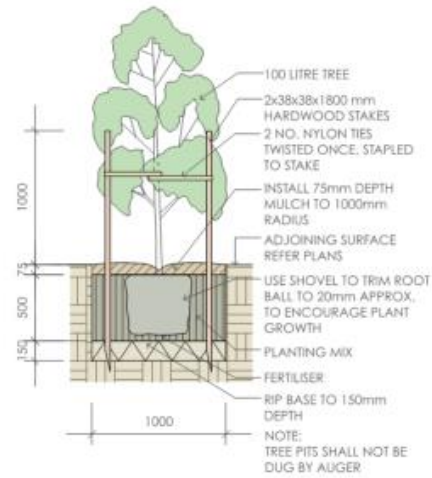 100 LITRE TREE
2x38x38x1800 mm
HARDWOOD STAKES
2 NO. NYLON TIES
TWISTED ONCE, STAPLED
TO STAKE
INSTALL 75mm DEPTH
MULCH TO 1000mm
RADIUS
ADJOINING SURFACE
REFER PLANS
USE SHOVEL TO TRIM ROOT
BALL TO 20mm APPROX.
TO ENCOURAGE PLANT
GROWTH
PLANTING MIX
FERTILISER
RIP BASE TO 150mm
DEPTH
NOTE:
TREE PITS SHALL NOT BE
DUG BY AUGER
1000
75
500
150
1000